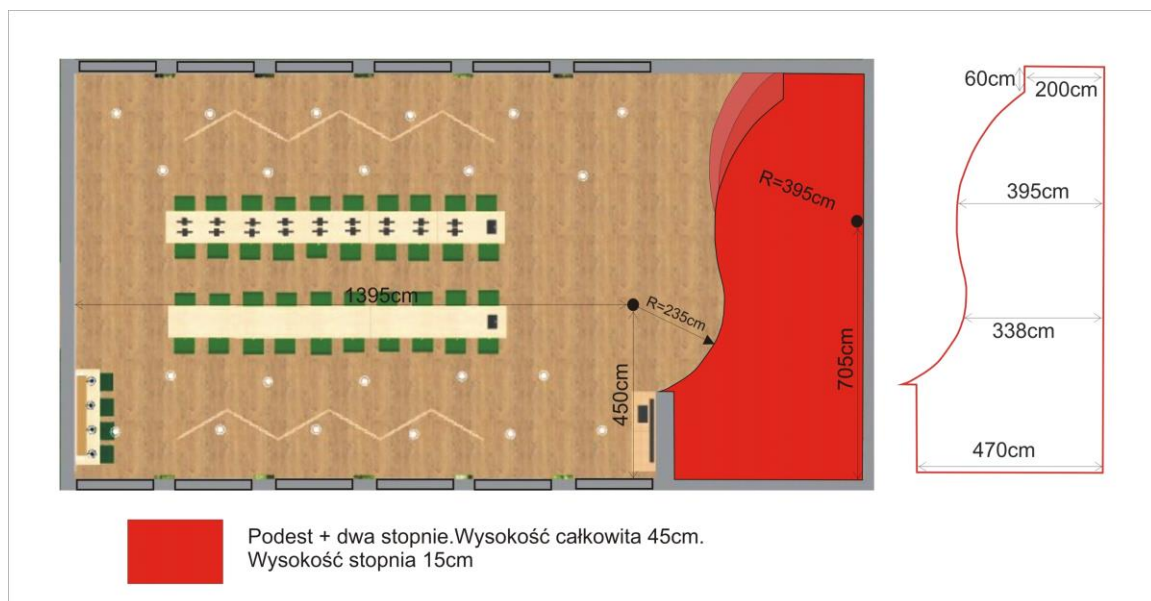 60cm
200cm
R=395cm
395cm
1395cm
R=235cm
338cm
450cm
705cm
470cm
Podest + dwa stopnie.Wysokość całkowita 45cm.
Wysokość stopnia 15cm